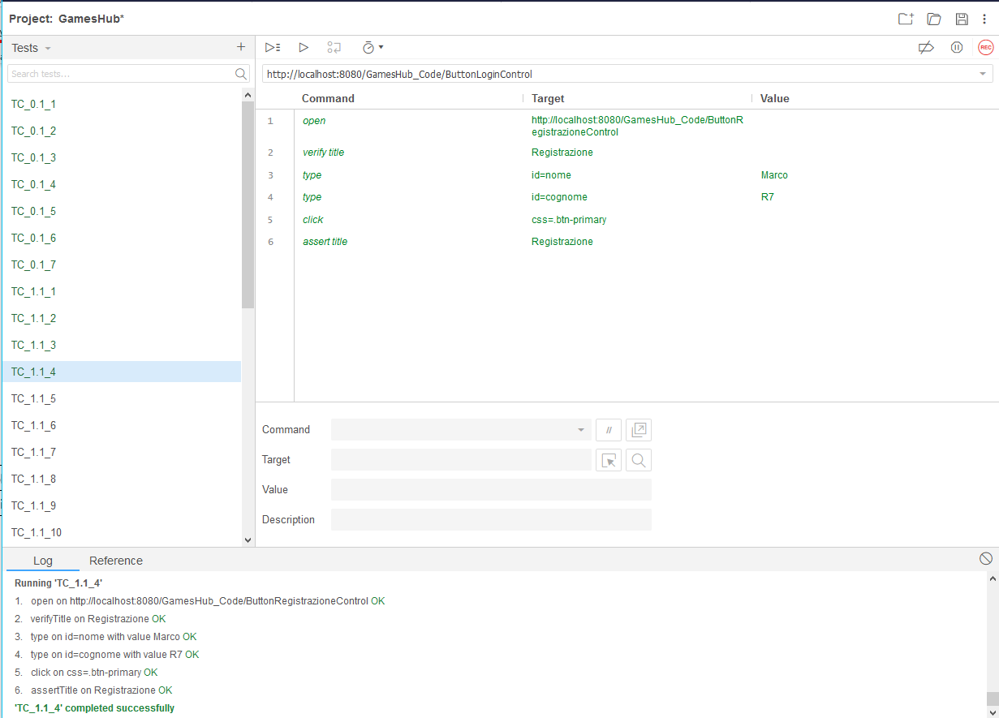 Project: GamesHub*
Tests
Search tests...
TC_0.1_1
TC_0.1_2
TC_0.1_3
TC_0.1_4
TC_0.1_5
TC_0.1_6
TC_0.1_7
TC_1.1_1
TC_1.1_2
TC_1.1_3
TC_1.1_4
TC_1.1_5
TC_1.1_6
TC_1.1_7
TC_1.1_8
TC_1.1_9
TC_1.1_10
REC
http://localhost:8080/GamesHub_Code/ButtonLoginControl
Command Target Value
1 open http://localhost:8080/GamesHub_Code/ButtonR
egistrazioneControl
2 verify title Registrazione
3 type id=nome Marco
4 type id=cognome R7
5 click css=.btn-primary
6 assert title Registrazione
Command //
Target
Value
Description
Log Reference
Running 'TC_1.1_4'
1. open on http://localhost:8080/GamesHub_Code/ButtonRegistrazioneControl OK
2. verifyTitle on Registrazione OK
3. type on id=nome with value Marco OK
4. type on id=cognome with value R7 OK
5. click on css=.btn-primary OK
6. assertTitle on Registrazione OK
'TC_1.1_4' completed successfully